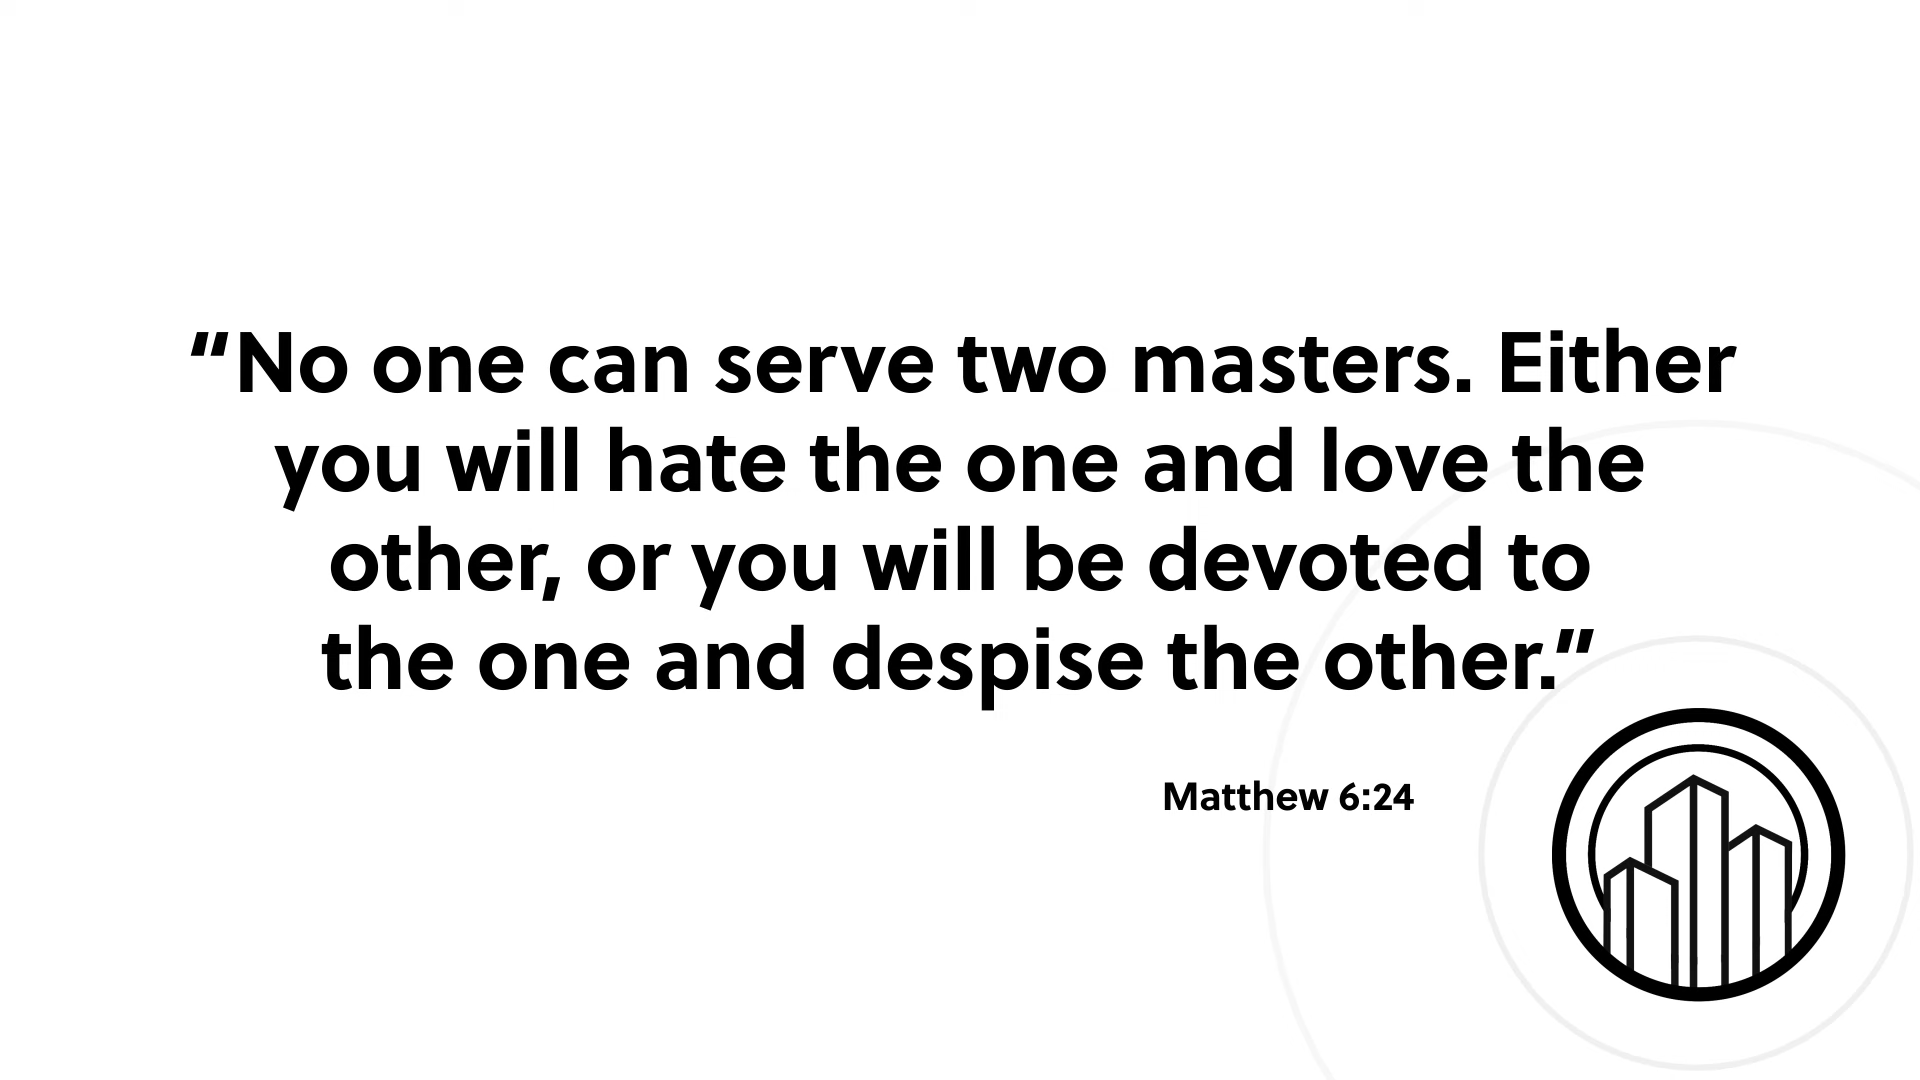 “No one can serve two masters. Either
you will hate the one and love the
other, or you will be devoted to
the one and despise the other.”
Matthew 6:24